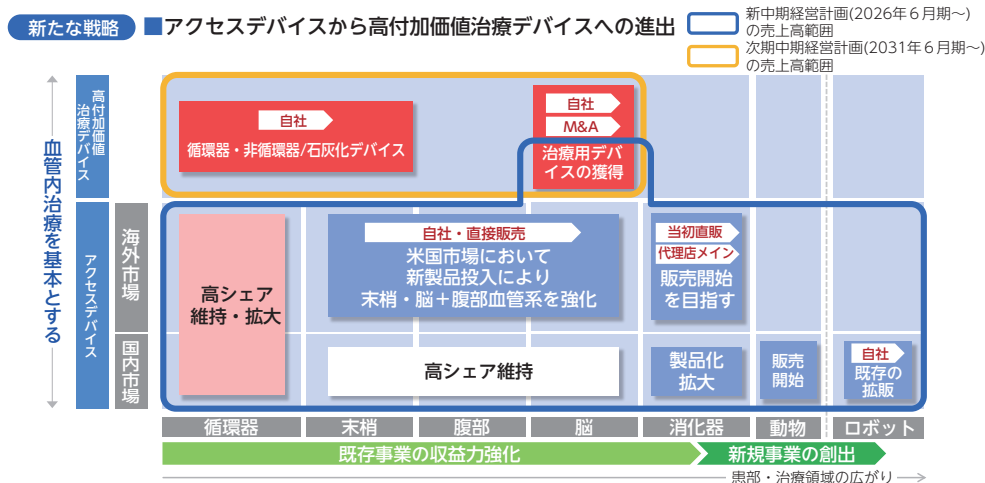 新たな戦略
■アクセスデバイスから高付加価値治療デバイスへの進出
新中期経営計画(2026年6月期～)
の売上高範囲
次期中期経営計画(2031年6月期～)
の売上高範囲
血管内治療を基本とする
高付加価値
治療デバイス
自社
循環器・非循環器/石灰化デバイス
自社
M&A
治療用デバ
イスの獲得
アクセスデバイス
海外市場
高シェア
維持・拡大
自社・直接販売
米国市場において
新製品投入により
末梢・脳＋腹部血管系を強化
当初直販
代理店メイン
販売開始
を目指す
国内市場
高シェア維持
製品化
拡大
販売
開始
自社
既存の
拡販
循環器
末梢
腹部
脳
消化器
動物
ロボット
既存事業の収益力強化
新規事業の創出
患部・治療領域の広がり